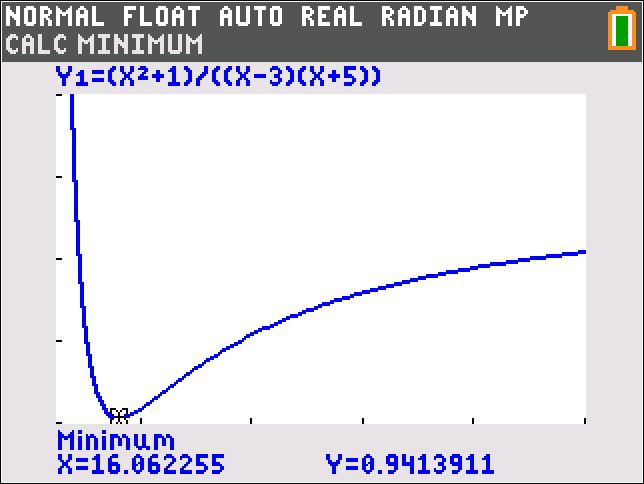 NORMAL FLOAT AUTO REAL RADIAN MP
CALC MINIMUM
Y₁=(X²+1)/((X-3)(X+5))
Minimum
X=16.062255 Y=0.9413911